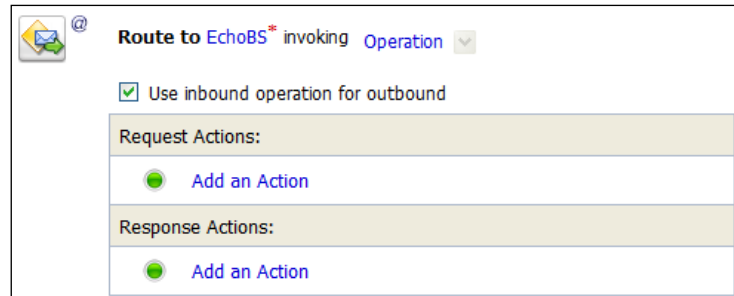 @ Route to EchoBS* invoking Operation
Use inbound operation for outbound
Request Actions:
Add an Action
Response Actions:
Add an Action